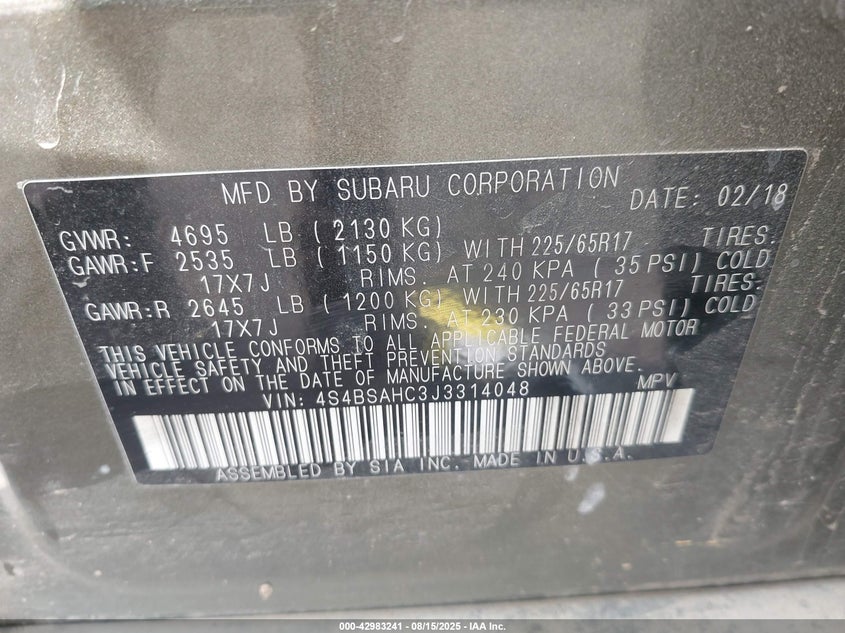 MFD BY SUBARU CORPORATION DATE: 02/18
GVWR: 4695 LB ( 2130 KG)
GAWR:F 2535 LB ( 1150 KG) WITH 225/65R17 TIRES:
17X7J RIMS. AT 240 KPA ( 35 PSI) COLD
GAWR:R 2645 LB ( 1200 KG) WITH 225/65R17 TIRES:
17X7J RIMS. AT 230 KPA ( 33 PSI) COLD
THIS VEHICLE CONFORMS TO ALL APPLICABLE FEDERAL MOTOR
VEHICLE SAFETY AND THEFT PREVENTION STANDARDS
IN EFFECT ON THE DATE OF MANUFACTURE SHOWN ABOVE.
VIN: 4S4BSAHC3J3314048 MPV
ASSEMBLED BY SIA INC. MADE IN U.S.A.
000-42983241 - 08/15/2025 - IAA Inc.